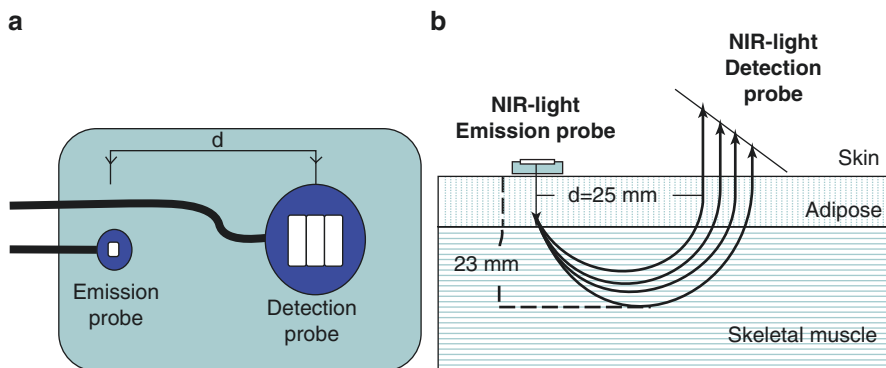 a
d
Emission
probe
Detection
probe
b
NIR-light
Detection
probe
NIR-light
Emission probe
Skin
d=25 mm
Adipose
23 mm
Skeletal muscle